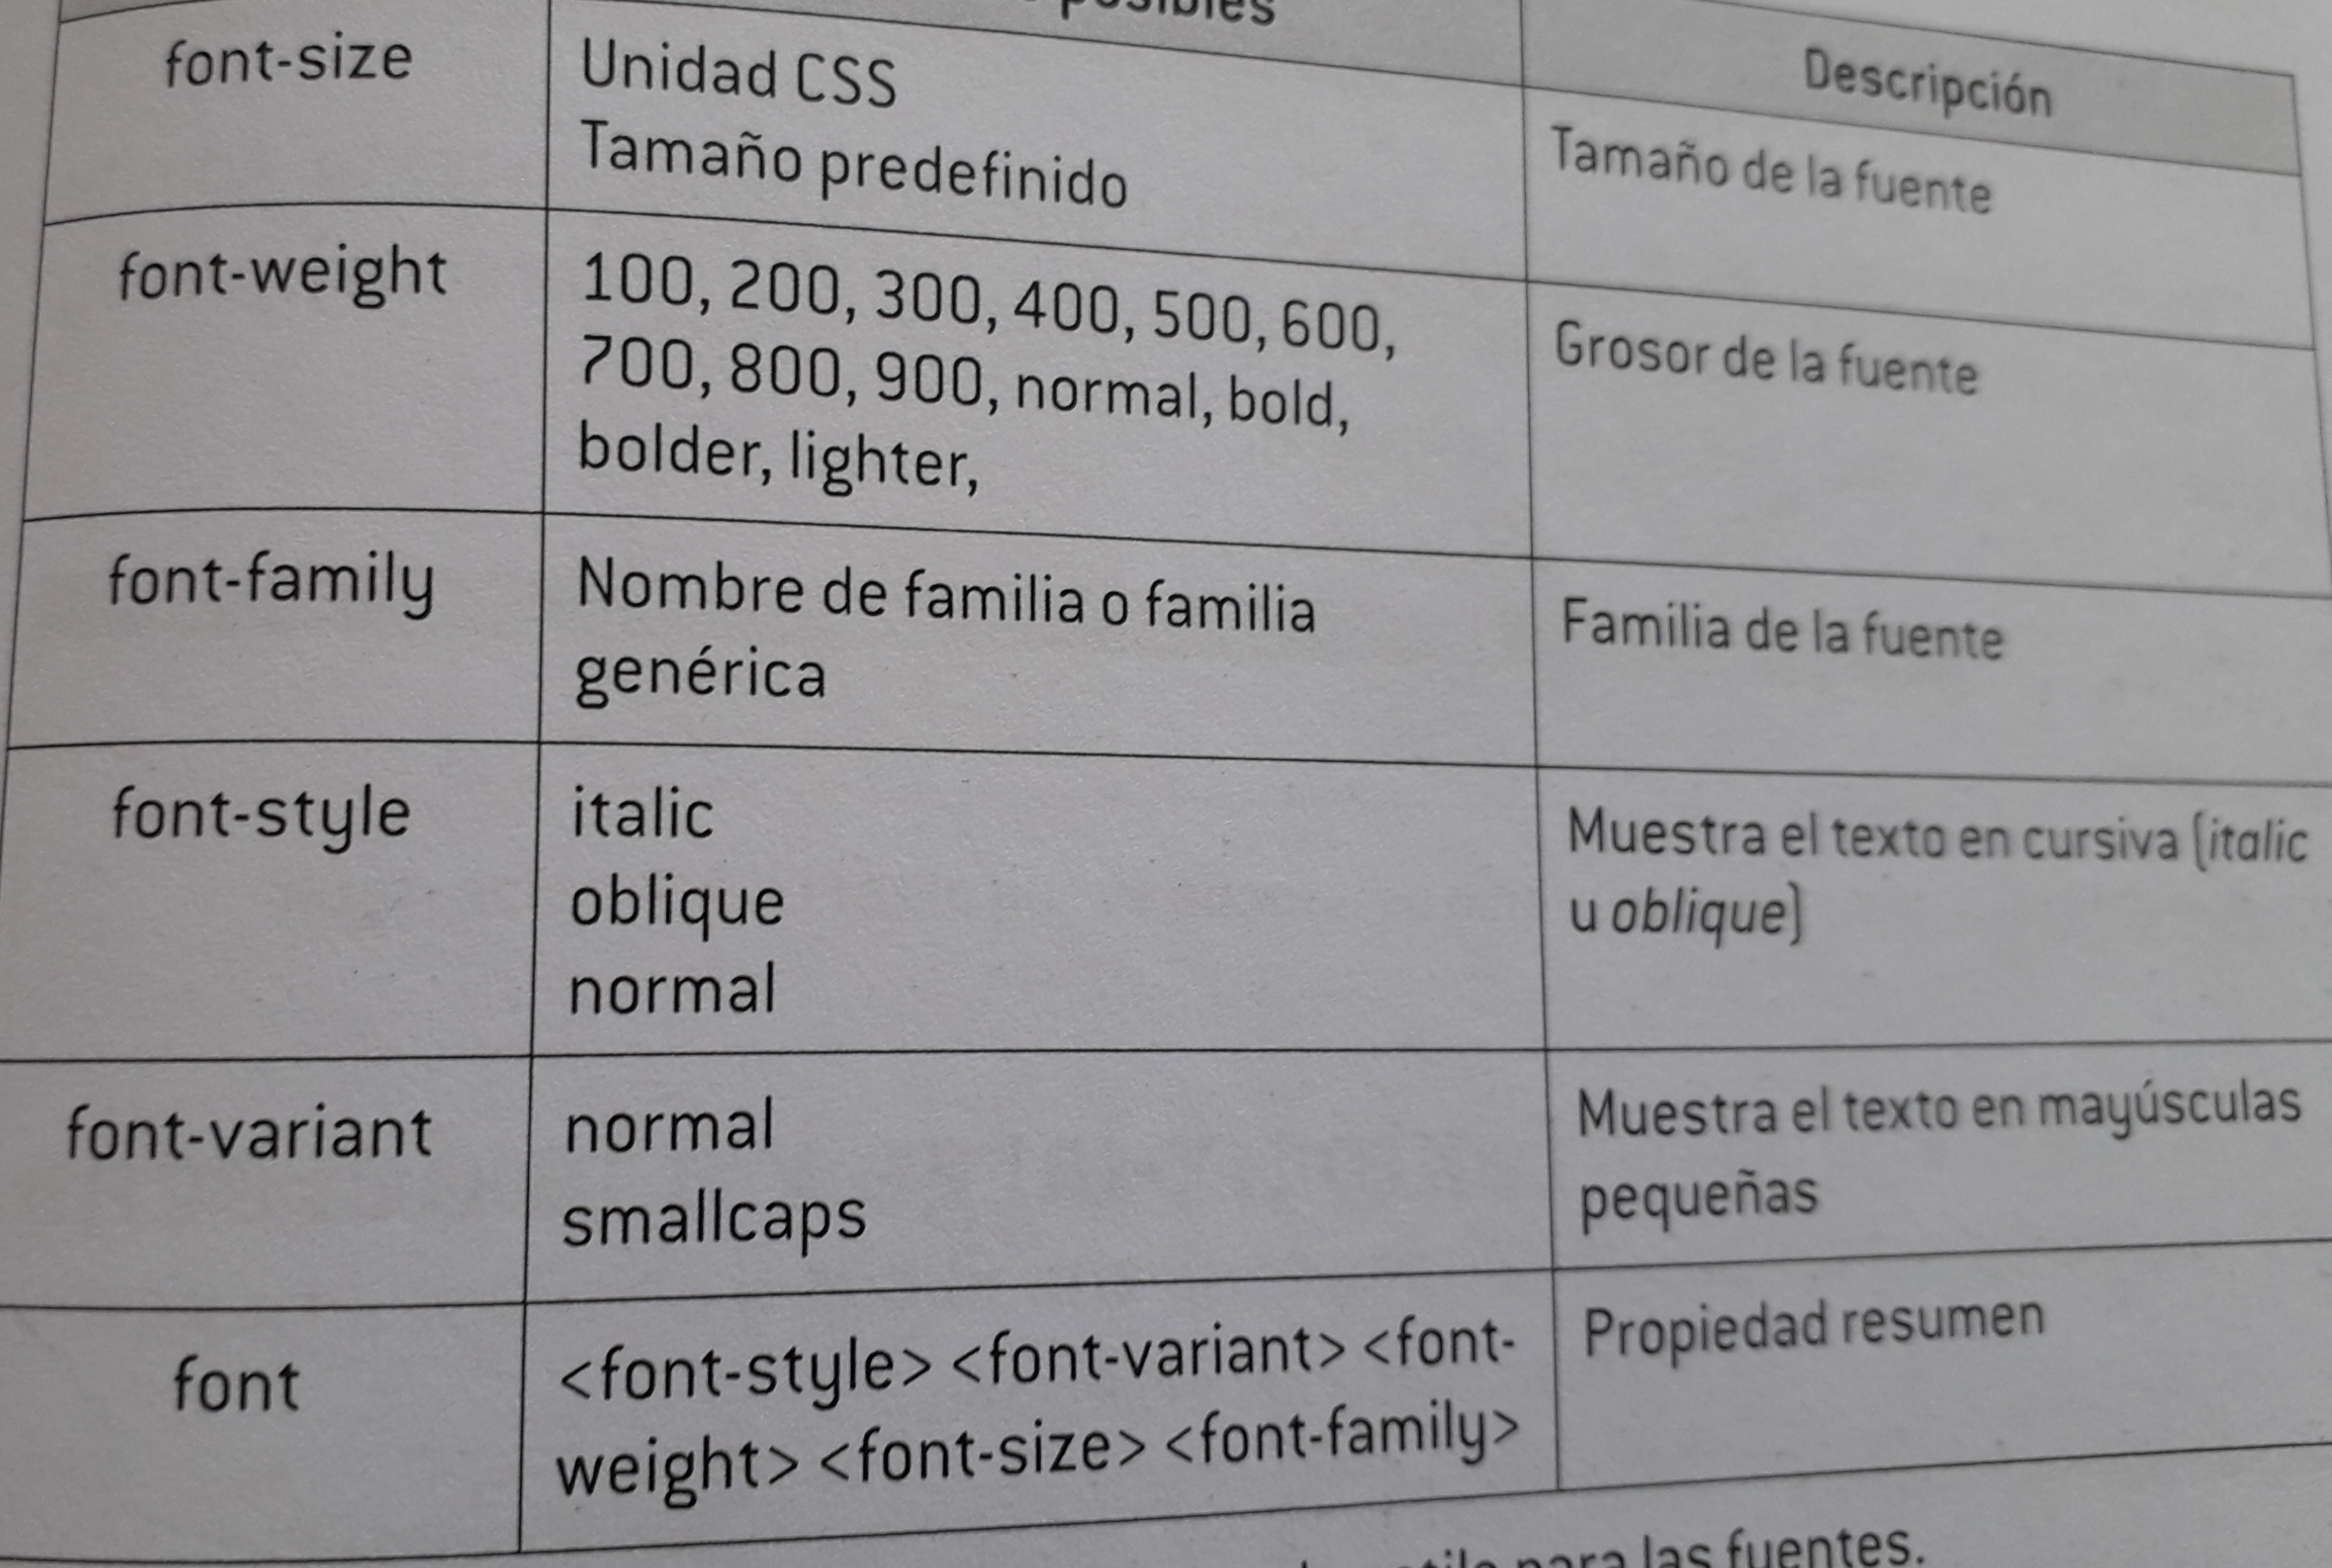 posibles
Descripción
font-size
Unidad CSS
Tamaño predefinido
Tamaño de la fuente
font-weight
100, 200, 300, 400, 500, 600,
700, 800, 900, normal, bold,
bolder, lighter,
Grosor de la fuente
font-family
Nombre de familia o familia
genérica
Familia de la fuente
font-style
italic
oblique
normal
Muestra el texto en cursiva (italic
u oblique)
font-variant
normal
smallcaps
Muestra el texto en mayúsculas
pequeñas
font
<font-style> <font-variant> <font-
weight> <font-size> <font-family>
Propiedad resumen
para las fuentes.